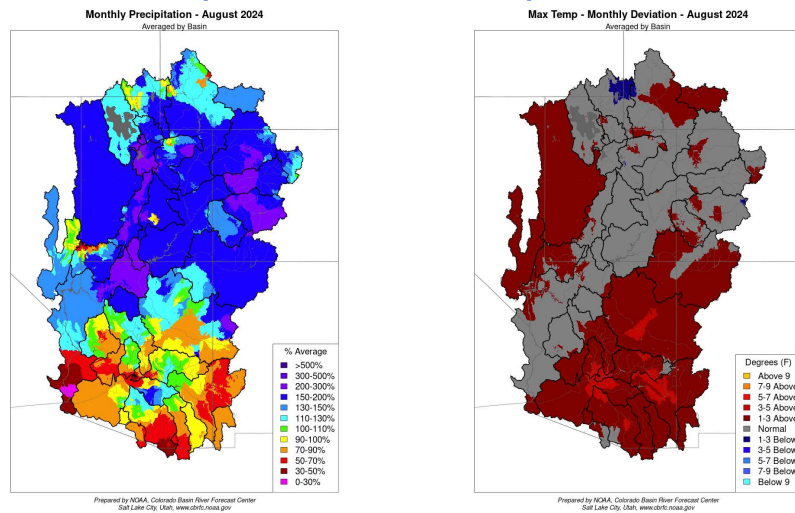 Monthly Precipitation - August 2024
Averaged by Basin
% Average
>500%
300-500%
200-300%
150-200%
130-150%
110-130%
100-110%
90-100%
70-90%
50-70%
30-50%
0-30%
Prepared by NOAA, Colorado Basin River Forecast Center
Salt Lake City, Utah, www.cbrfc.noaa.gov
Max Temp - Monthly Deviation - August 2024
Averaged by Basin
Degrees (F)
Above 9
7-9 Above
5-7 Above
3-5 Above
1-3 Above
Normal
1-3 Below
3-5 Below
5-7 Below
7-9 Below
Below 9
Prepared by NOAA, Colorado Basin River Forecast Center
Salt Lake City, Utah, www.cbrfc.noaa.gov